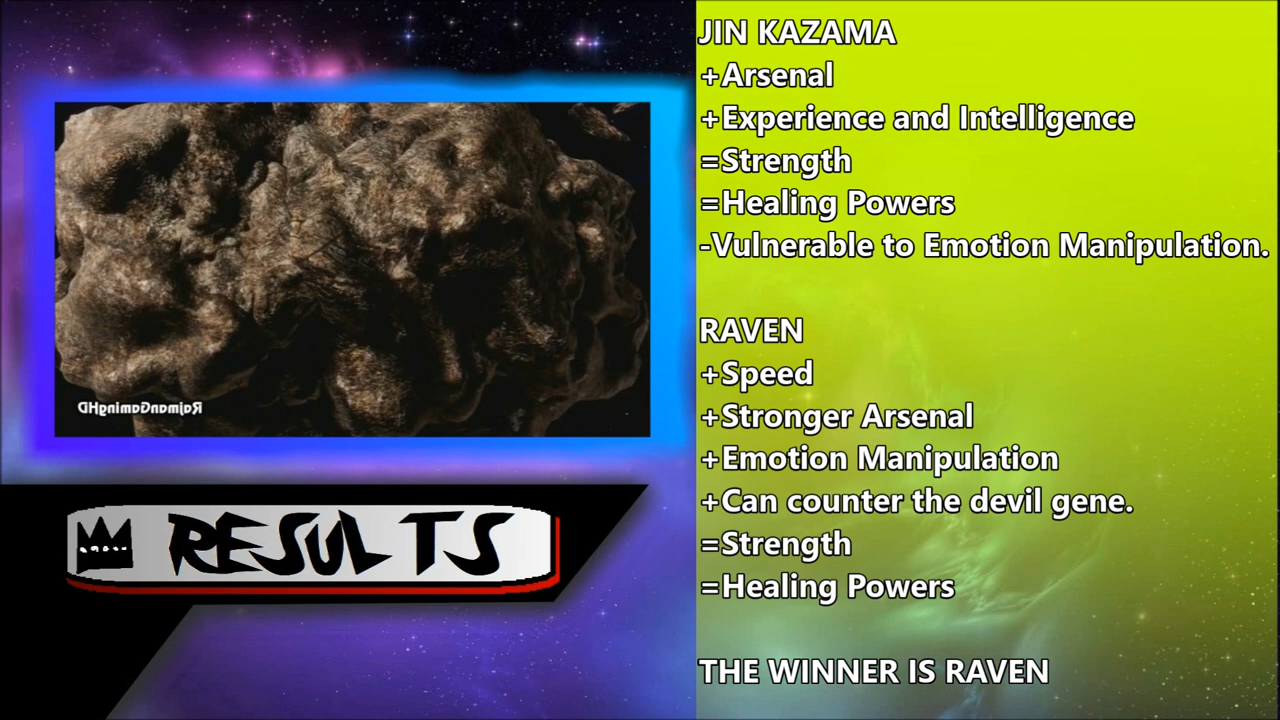 JIN KAZAMA
+Arsenal
+Experience and Intelligence
=Strength
=Healing Powers
-Vulnerable to Emotion Manipulation.
RAVEN
+Speed
+Stronger Arsenal
+Emotion Manipulation
+Can counter the devil gene.
=Strength
=Healing Powers
THE WINNER IS RAVEN
RajmanGamingHD
RESULTS